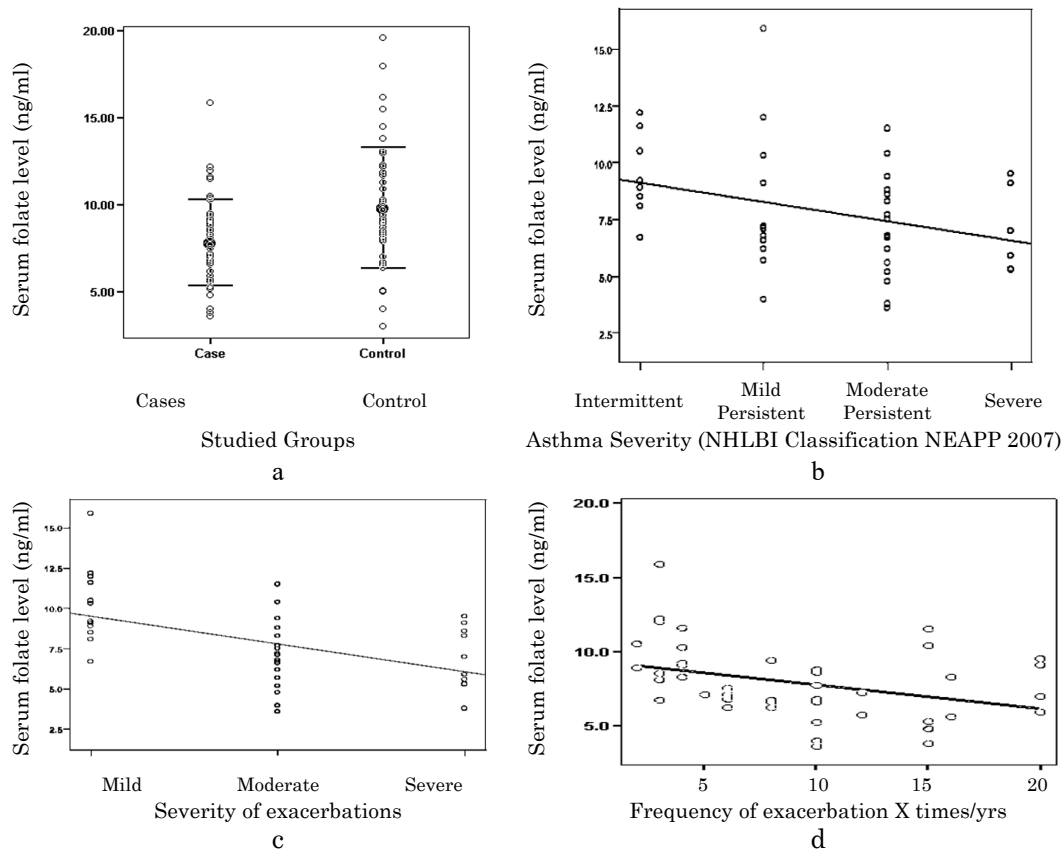 Serum folate level (ng/ml)
20.00
15.00
10.00
5.00
Case
Control
Cases
Control
Studied Groups
a
Serum folate level (ng/ml)
15.0
12.5
10.0
7.5
5.0
2.5
Intermittent
Mild
Persistent
Moderate
Persistent
Severe
Asthma Severity (NHLBI Classification NEAPP 2007)
b
Serum folate level (ng/ml)
15.0
12.5
10.0
7.5
5.0
2.5
Mild
Moderate
Severe
Severity of exacerbations
c
Serum folate level (ng/ml)
20.0
15.0
10.0
5.0
5
10
15
20
Frequency of exacerbation X times/yrs
d